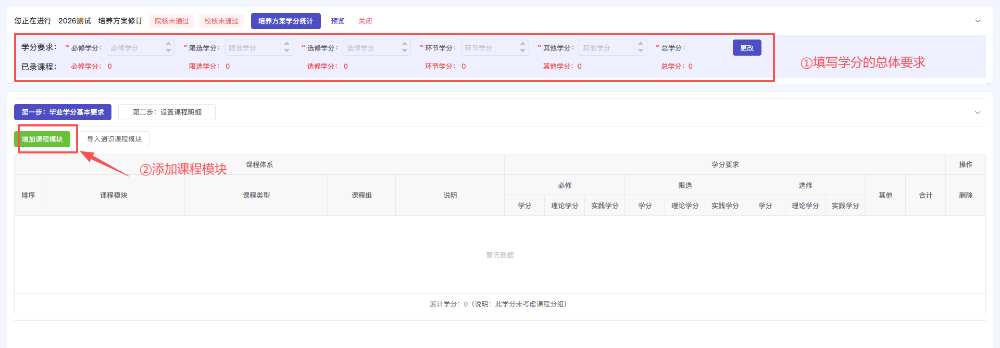 您正在进行 2026测试 培养方案修订 院核未通过 校核未通过 培养方案学分统计 预览 关闭
学分要求： * 必修学分： 必修学分 * 限选学分： 限选学分 * 选修学分： 选修学分 * 环节学分： 环节学分 * 其他学分： 其他学分 * 总学分： 更改
已录课程： 必修学分： 0 限选学分： 0 选修学分： 0 环节学分： 0 其他学分：0 总学分：0
①填写学分的总体要求
第一步：毕业学分基本要求 第二步：设置课程明细
增加课程模块 导入通识课程模块
②添加课程模块
课程体系 学分要求 操作
排序 课程模块 课程类型 课程组 说明 必修 限选 选修 其他 合计 删除
学分 理论学分 实践学分 学分 理论学分 实践学分 学分 理论学分 实践学分
暂无数据
累计学分：0（说明：此学分未考虑课程分组）